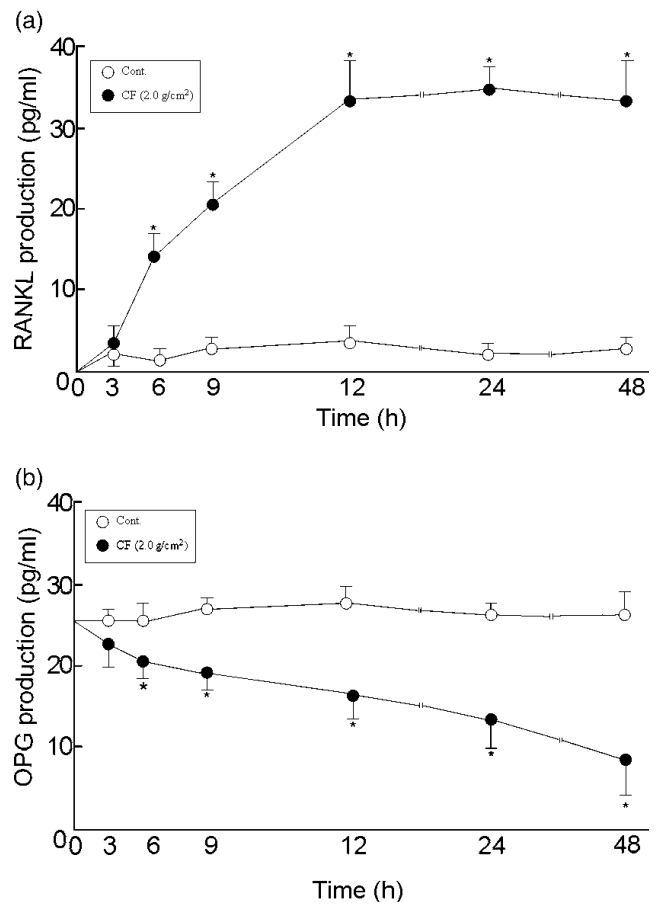 (a)
40
30
20
10
0
RANKL production (pg/ml)
Cont.
CF (2.0 g/cm²)
*
*
*
*
*
0 3 6 9 12 24 48
Time (h)
(b)
40
30
20
10
0
OPG production (pg/ml)
Cont.
CF (2.0 g/cm²)
*
*
*
*
*
0 3 6 9 12 24 48
Time (h)